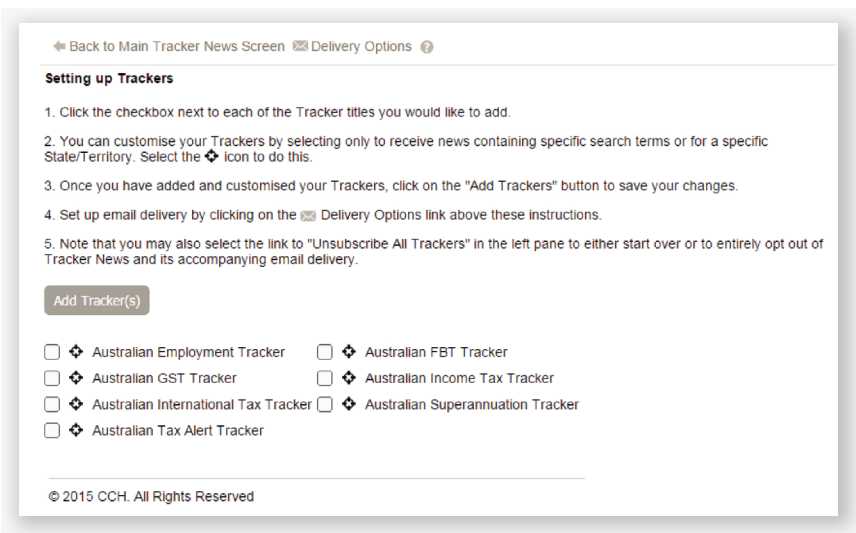 Back to Main Tracker News Screen Delivery Options ?
Setting up Trackers
1. Click the checkbox next to each of the Tracker titles you would like to add.
2. You can customise your Trackers by selecting only to receive news containing specific search terms or for a specific
State/Territory. Select the icon to do this.
3. Once you have added and customised your Trackers, click on the "Add Trackers" button to save your changes.
4. Set up email delivery by clicking on the Delivery Options link above these instructions.
5. Note that you may also select the link to "Unsubscribe All Trackers" in the left pane to either start over or to entirely opt out of
Tracker News and its accompanying email delivery.
Add Tracker(s)
Australian Employment Tracker Australian FBT Tracker
Australian GST Tracker Australian Income Tax Tracker
Australian International Tax Tracker Australian Superannuation Tracker
Australian Tax Alert Tracker
© 2015 CCH. All Rights Reserved